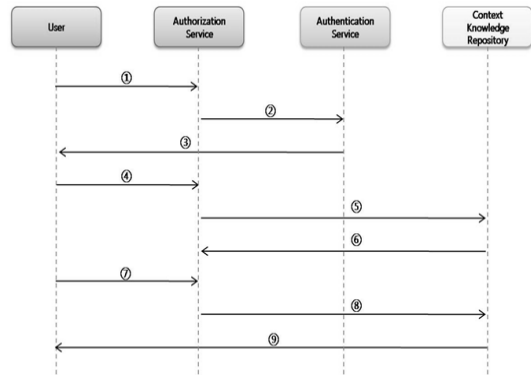 User
Authorization
Service
Authentication
Service
Context
Knowledge
Repository
①
②
③
④
⑤
⑥
⑦
⑧
⑨